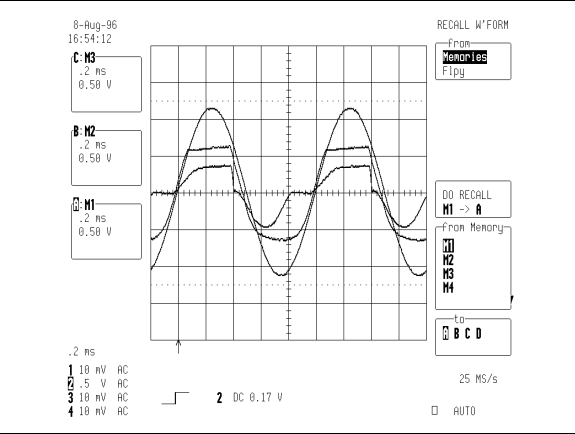 8-Aug-96
16:54:12
C:M3
.2 ms
0.50 V
B:M2
.2 ms
0.50 V
A:M1
.2 ms
0.50 V
.2 ms
1 10 mV AC
2 .5 V AC
3 10 mV AC
4 10 mV AC
2 DC 0.17 V
RECALL W'FORM
from
Memories
Flpy
DO RECALL
M1 -> A
from Memory
M1
M2
M3
M4
to
A B C D
25 MS/s
AUTO